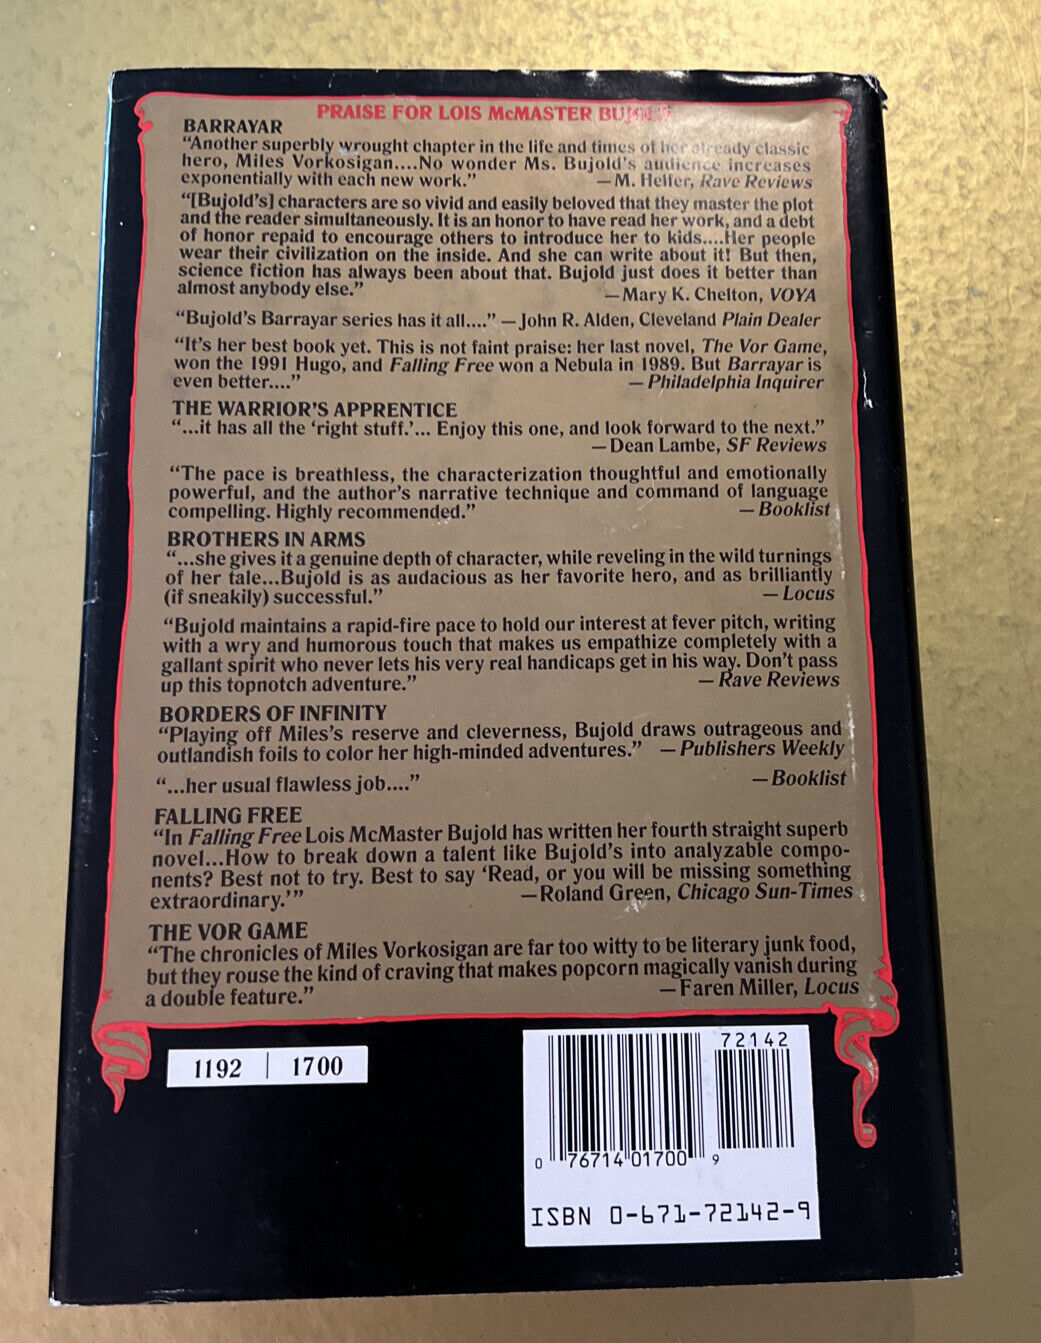 PRAISE FOR LOIS McMASTER BUJOLD
BARRAYAR
“Another superbly wrought chapter in the life and times of her already classic
hero, Miles Vorkosigan....No wonder Ms. Bujold’s audience increases
exponentially with each new work.” —M. Helfer, Rave Reviews
“[Bujold’s] characters are so vivid and easily beloved that they master the plot
and the reader simultaneously. It is an honor to have read her work, and a debt
of honor repaid to encourage others to introduce her to kids....Her people
wear their civilization on the inside. And she can write about it! But then,
science fiction has always been about that. Bujold just does it better than
almost anybody else.” —Mary K. Chelton, VOYA
“Bujold’s Barrayar series has it all....” —John R. Alden, Cleveland Plain Dealer
“It’s her best book yet. This is not faint praise: her last novel, The Vor Game,
won the 1991 Hugo, and Falling Free won a Nebula in 1989. But Barrayar is
even better....” —Philadelphia Inquirer
THE WARRIOR’S APPRENTICE
“...it has all the ‘right stuff.’... Enjoy this one, and look forward to the next.”
—Dean Lambe, SF Reviews
“The pace is breathless, the characterization thoughtful and emotionally
powerful, and the author’s narrative technique and command of language
compelling. Highly recommended.” —Booklist
BROTHERS IN ARMS
“...she gives it a genuine depth of character, while reveling in the wild turnings
of her tale...Bujold is as audacious as her favorite hero, and as brilliantly
(if sneakily) successful.” —Locus
“Bujold maintains a rapid-fire pace to hold our interest at fever pitch, writing
with a wry and humorous touch that makes us empathize completely with a
gallant spirit who never lets his very real handicaps get in his way. Don’t pass
up this topnotch adventure.” —Rave Reviews
BORDERS OF INFINITY
“Playing off Miles’s reserve and cleverness, Bujold draws outrageous and
outlandish foils to color her high-minded adventures.” —Publishers Weekly
“...her usual flawless job....” —Booklist
FALLING FREE
“In Falling Free Lois McMaster Bujold has written her fourth straight superb
novel...How to break down a talent like Bujold’s into analyzable compo-
nents? Best not to try. Best to say ‘Read, or you will be missing something
extraordinary.’” —Roland Green, Chicago Sun-Times
THE VOR GAME
“The chronicles of Miles Vorkosigan are far too witty to be literary junk food,
but they rouse the kind of craving that makes popcorn magically vanish during
a double feature.” —Faren Miller, Locus
1192 | 1700
72142
0 76714 01700 9
ISBN 0-671-72142-9